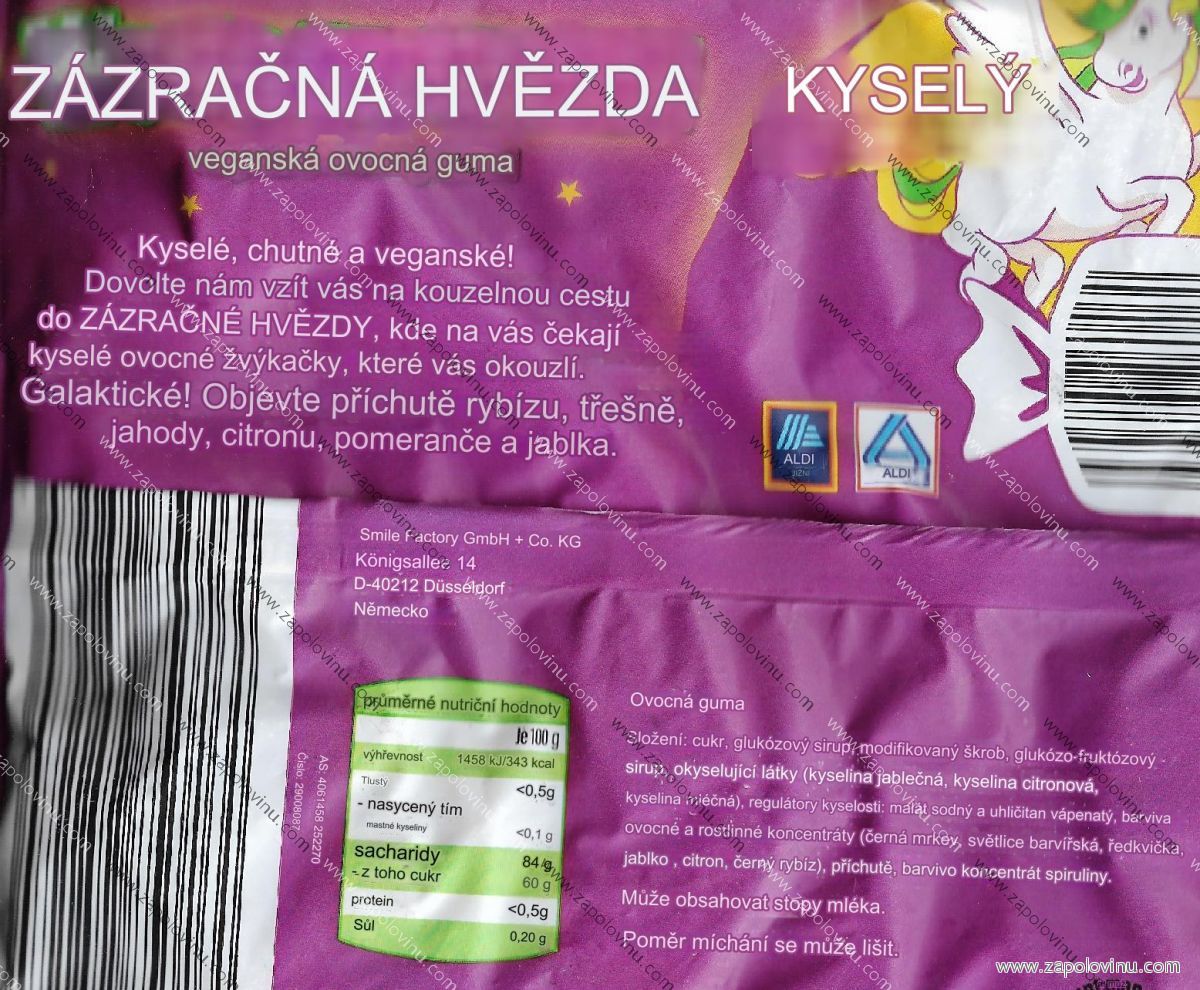 ZÁZRAČNÁ HVĚZDA
KYSELÝ
veganská ovocná guma
Kyselé, chutné a veganské!
Dovolte nám vzít vás na kouzelnou cestu
do ZÁZRAČNÉ HVĚZDY, kde na vás čekají
kyselé ovocné žvýkačky, které vás okouzlí.
Galaktické! Objevte příchutě rybízu, třešně,
jahody, citronu, pomeranče a jablka.
ALDI
JIŽNÍ
ALDI
Smile Factory GmbH + Co. KG
Königsallee 14
D-40212 Düsseldorf
Německo
AS: 4061458 252270
Číslo: 29008087
průměrné nutriční hodnoty
Je 100 g
výhřevnost 1458 kJ/343 kcal
Tlustý <0,5g
- nasycený tím
mastné kyseliny <0,1 g
sacharidy 84 g
- z toho cukr 60 g
protein <0,5g
Sůl 0,20 g
Ovocná guma
Složení: cukr, glukózový sirup, modifikovaný škrob, glukózo-fruktózový -
sirup, okyselující látky (kyselina jablečná, kyselina citronová,
kyselina mléčná), regulátory kyselosti: malát sodný a uhličitan vápenatý, barviva
ovocné a rostlinné koncentráty (černá mrkev, světlice barvířská, ředkvička,
jablko , citron, černý rybíz), příchutě, barvivo koncentrát spiruliny.
Může obsahovat stopy mléka.
Poměr míchání se může lišit.
www.zapolovinu.com